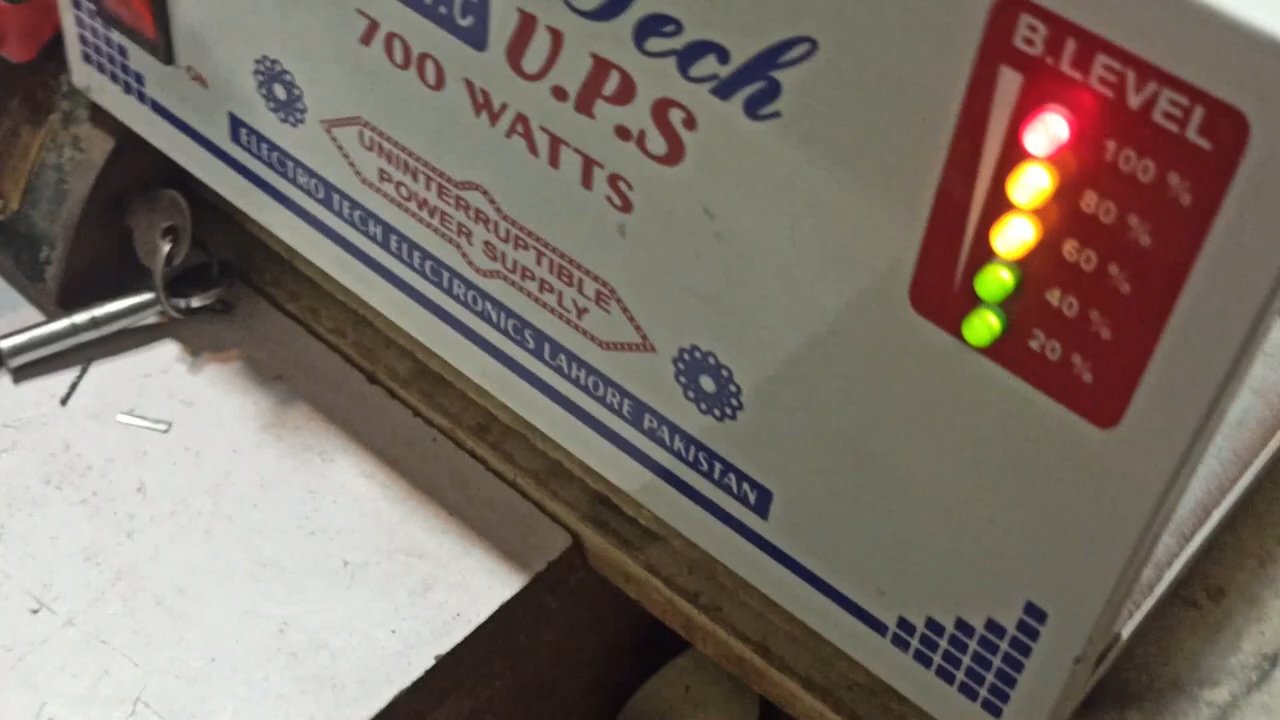 Tech
U.P.S
700 WATTS
UNINTERRUPTIBLE
POWER SUPPLY
ELECTRO TECH ELECTRONICS LAHORE PAKISTAN
B.LEVEL
100 %
80 %
60 %
40 %
20 %